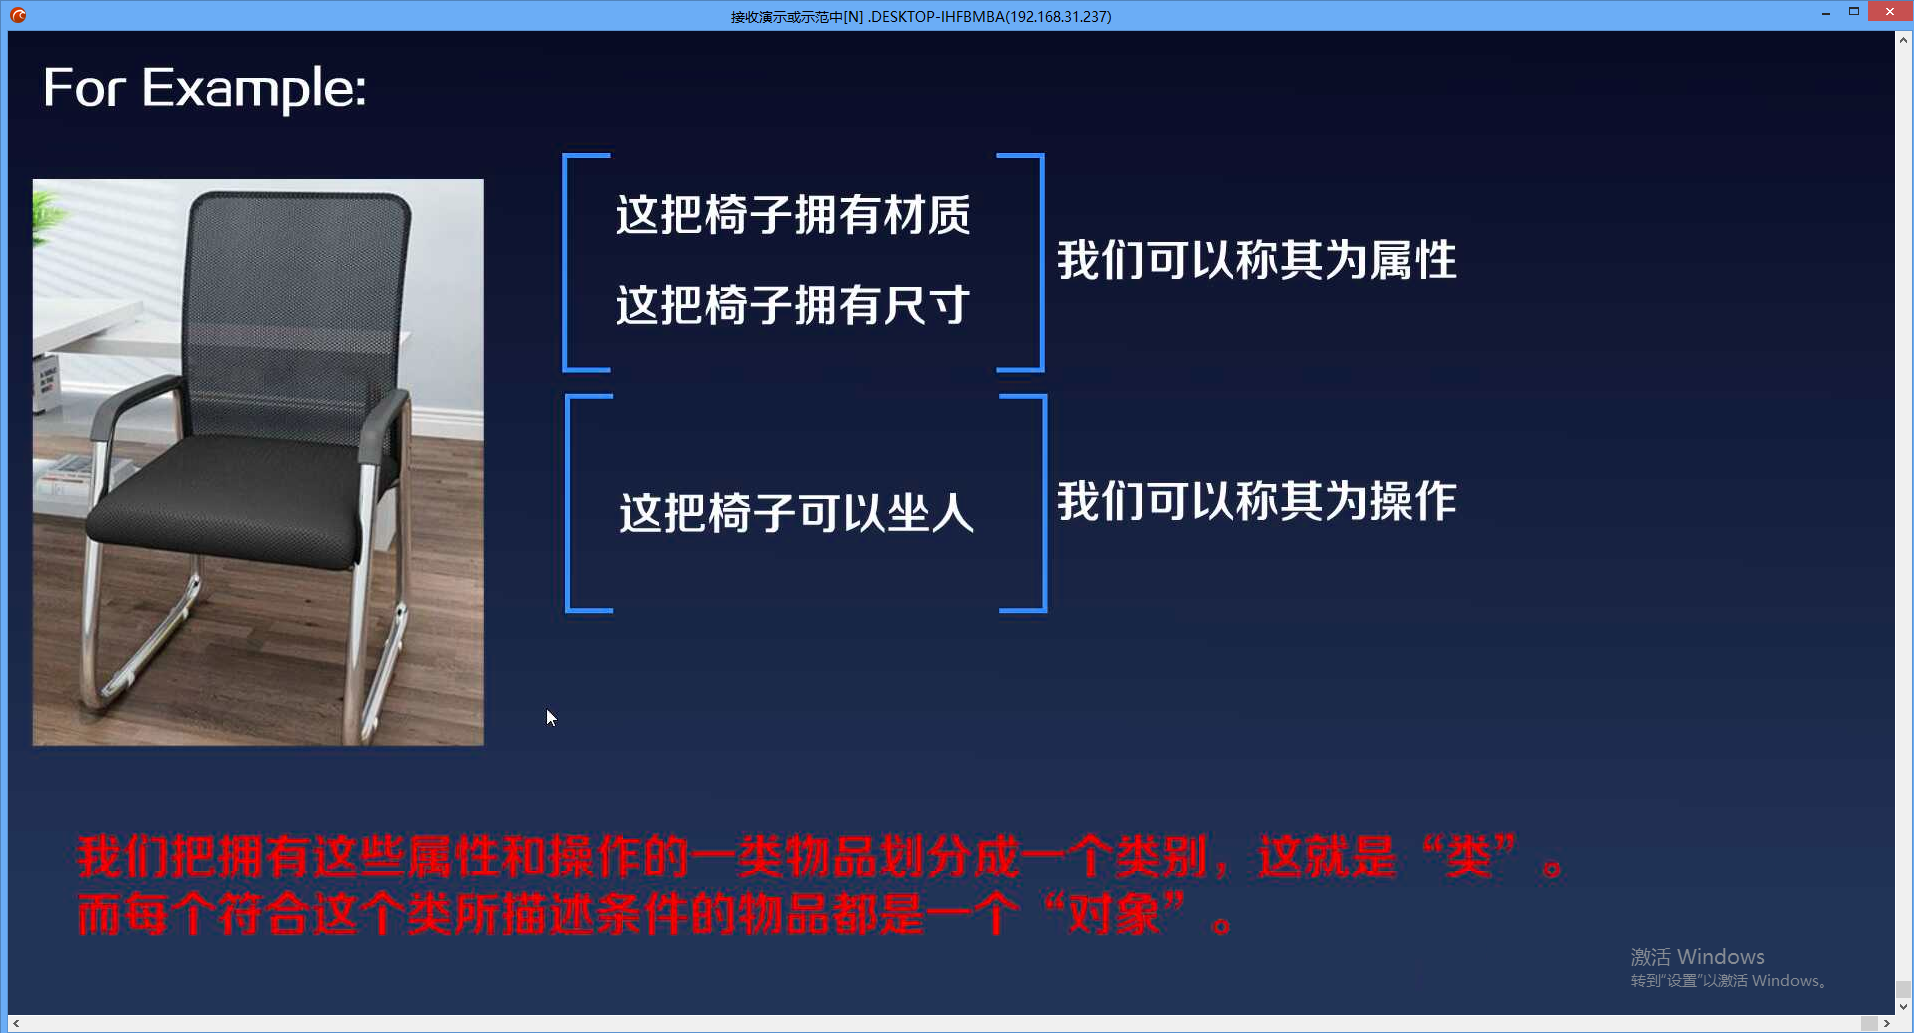 接收演示或示范中[N] .DESKTOP-IHFBMBA(192.168.31.237)
For Example:
这把椅子拥有材质
这把椅子拥有尺寸
我们可以称其为属性
这把椅子可以坐人
我们可以称其为操作
我们把拥有这些属性和操作的一类物品划分成一个类别，这就是“类”。
而每个符合这个类所描述条件的物品都是一个“对象”。
激活 Windows
转到“设置”以激活 Windows。